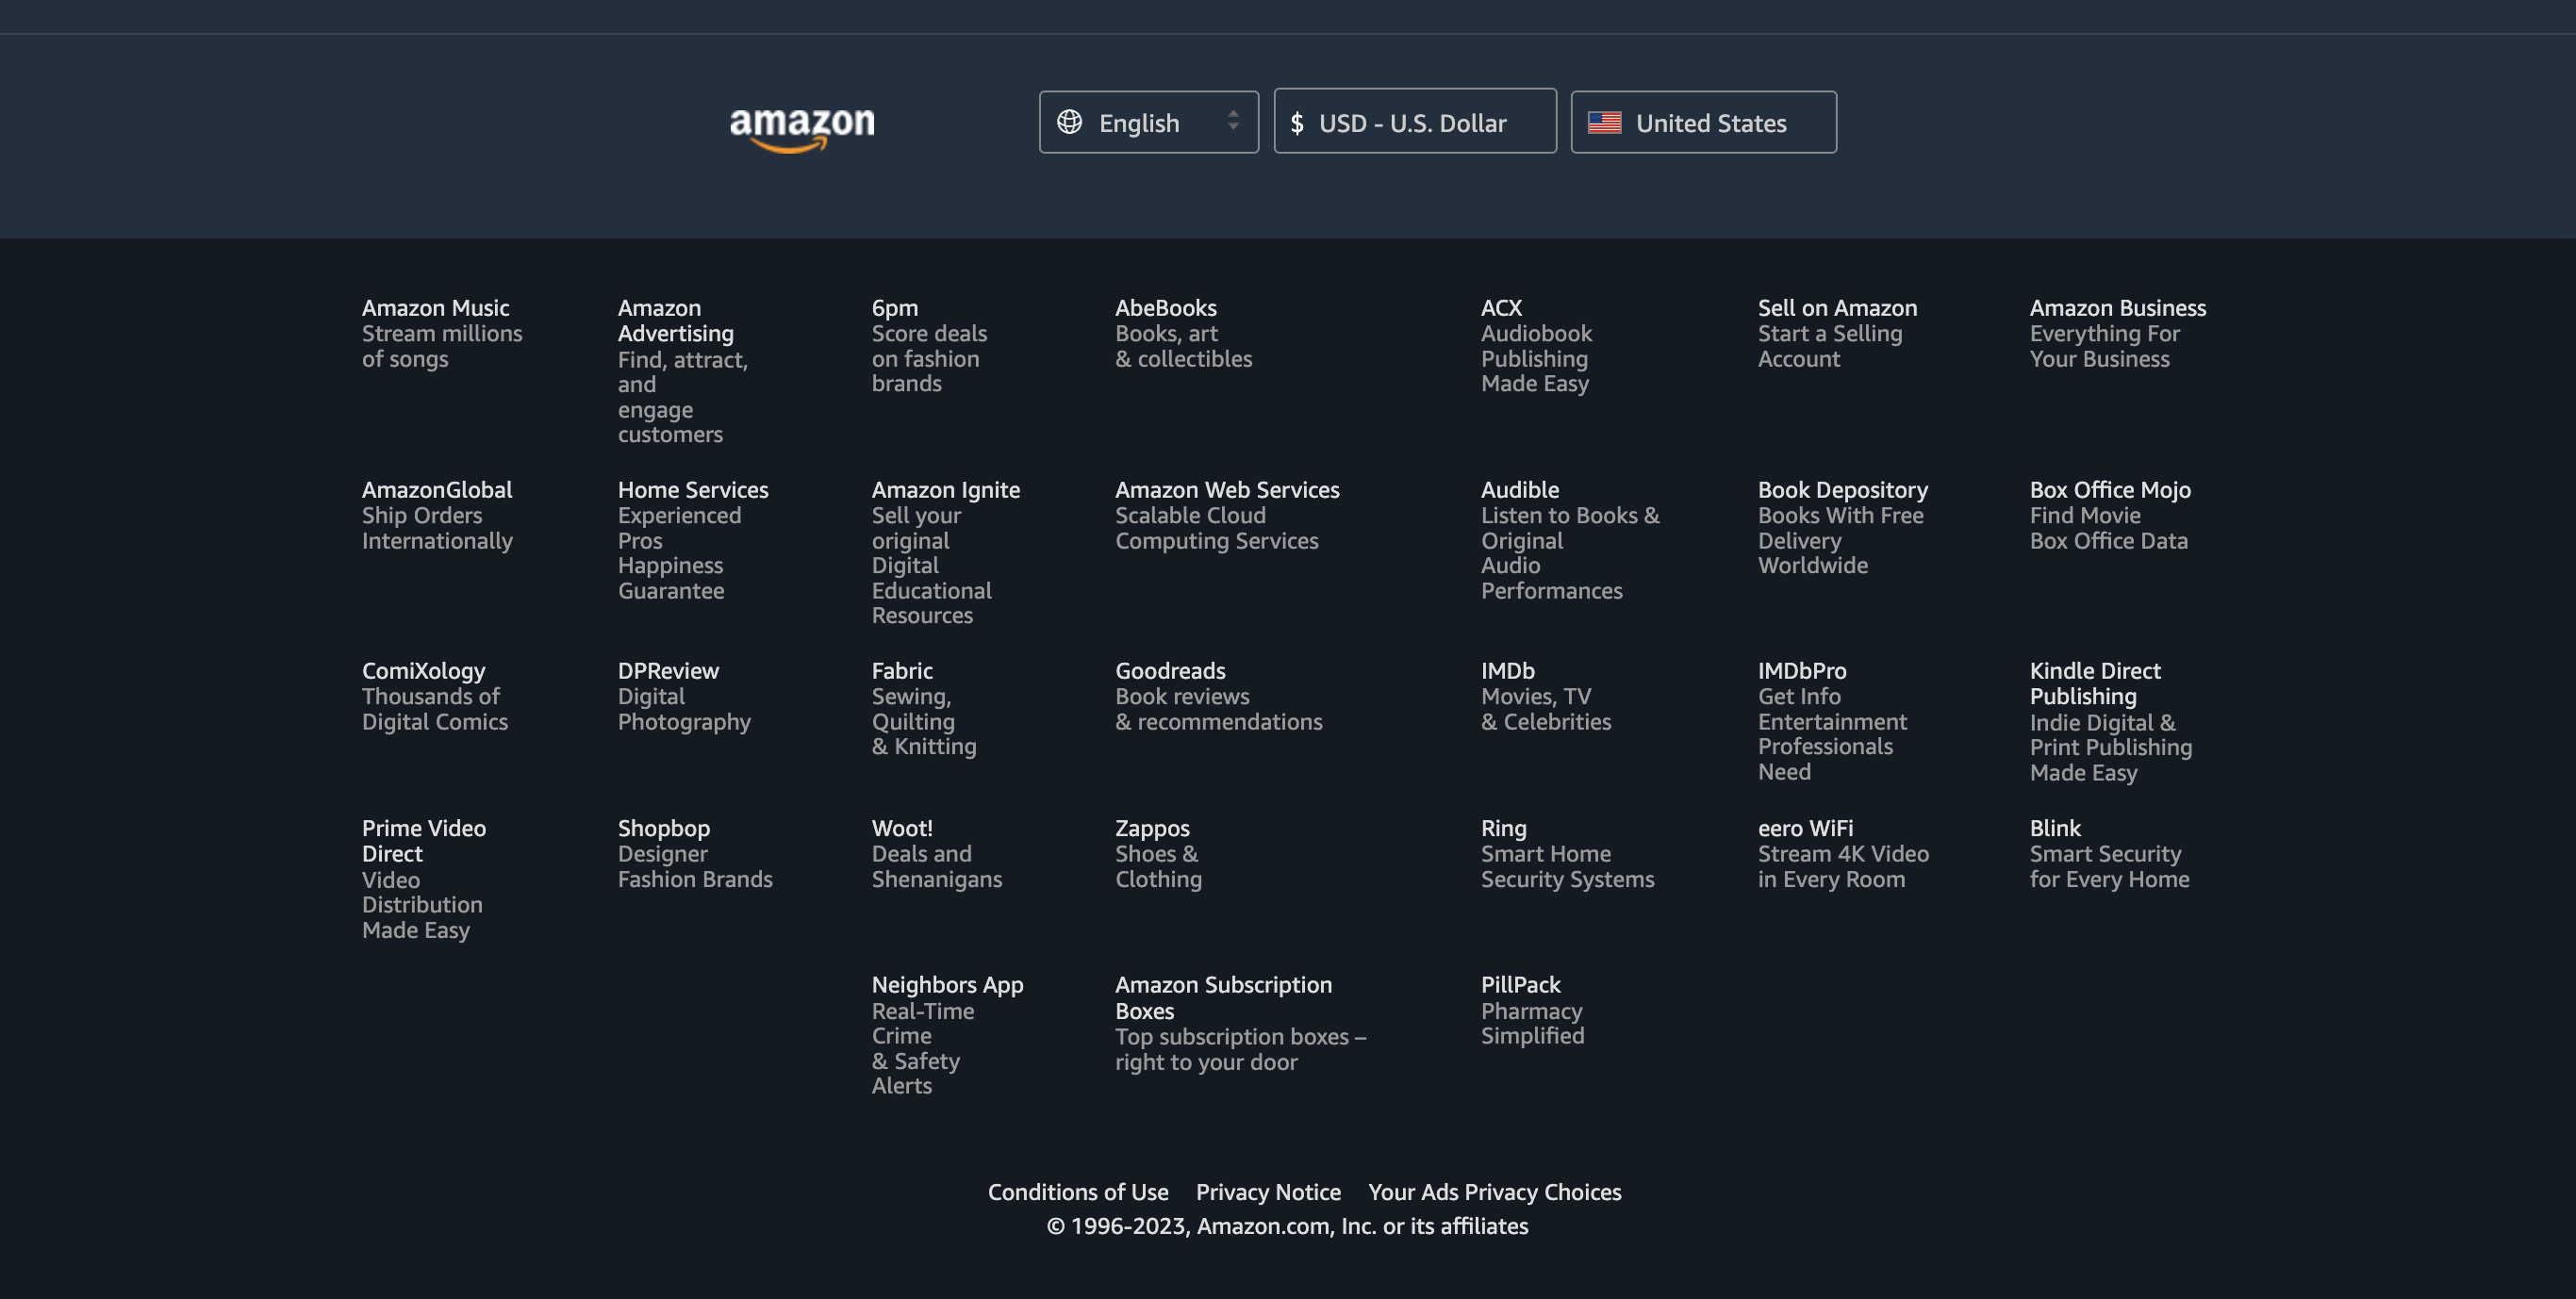 amazon
English
$ USD - U.S. Dollar
United States
Amazon Music
Stream millions
of songs
Amazon
Advertising
Find, attract,
and
engage
customers
6pm
Score deals
on fashion
brands
AbeBooks
Books, art
& collectibles
ACX
Audiobook
Publishing
Made Easy
Sell on Amazon
Start a Selling
Account
Amazon Business
Everything For
Your Business
AmazonGlobal
Ship Orders
Internationally
Home Services
Experienced
Pros
Happiness
Guarantee
Amazon Ignite
Sell your
original
Digital
Educational
Resources
Amazon Web Services
Scalable Cloud
Computing Services
Audible
Listen to Books &
Original
Audio
Performances
Book Depository
Books With Free
Delivery
Worldwide
Box Office Mojo
Find Movie
Box Office Data
ComiXology
Thousands of
Digital Comics
DPReview
Digital
Photography
Fabric
Sewing,
Quilting
& Knitting
Goodreads
Book reviews
& recommendations
IMDb
Movies, TV
& Celebrities
IMDbPro
Get Info
Entertainment
Professionals
Need
Kindle Direct
Publishing
Indie Digital &
Print Publishing
Made Easy
Prime Video
Direct
Video
Distribution
Made Easy
Shopbop
Designer
Fashion Brands
Woot!
Deals and
Shenanigans
Zappos
Shoes &
Clothing
Ring
Smart Home
Security Systems
eero WiFi
Stream 4K Video
in Every Room
Blink
Smart Security
for Every Home
Neighbors App
Real-Time
Crime
& Safety
Alerts
Amazon Subscription
Boxes
Top subscription boxes –
right to your door
PillPack
Pharmacy
Simplified
Conditions of Use Privacy Notice Your Ads Privacy Choices
© 1996-2023, Amazon.com, Inc. or its affiliates